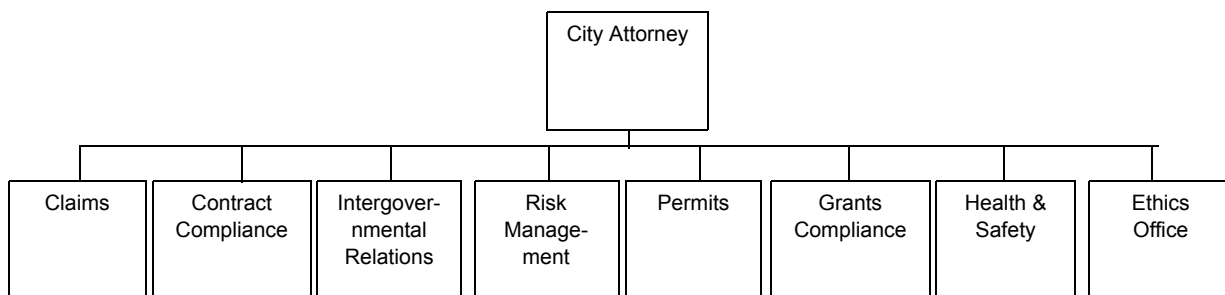 City Attorney
Claims
Contract
Compliance
Intergover-
nmental
Relations
Risk
Manage-
ment
Permits
Grants
Compliance
Health &
Safety
Ethics
Office